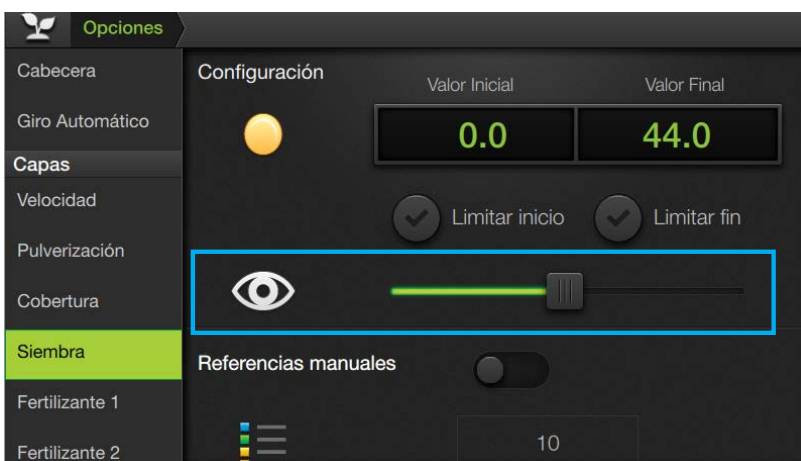 Opciones
Cabecera
Giro Automático
Capas
Velocidad
Pulverización
Cobertura
Siembra
Fertilizante 1
Fertilizante 2
Configuración
Valor Inicial
Valor Final
0.0
44.0
Limitar inicio
Limitar fin
Referencias manuales
10